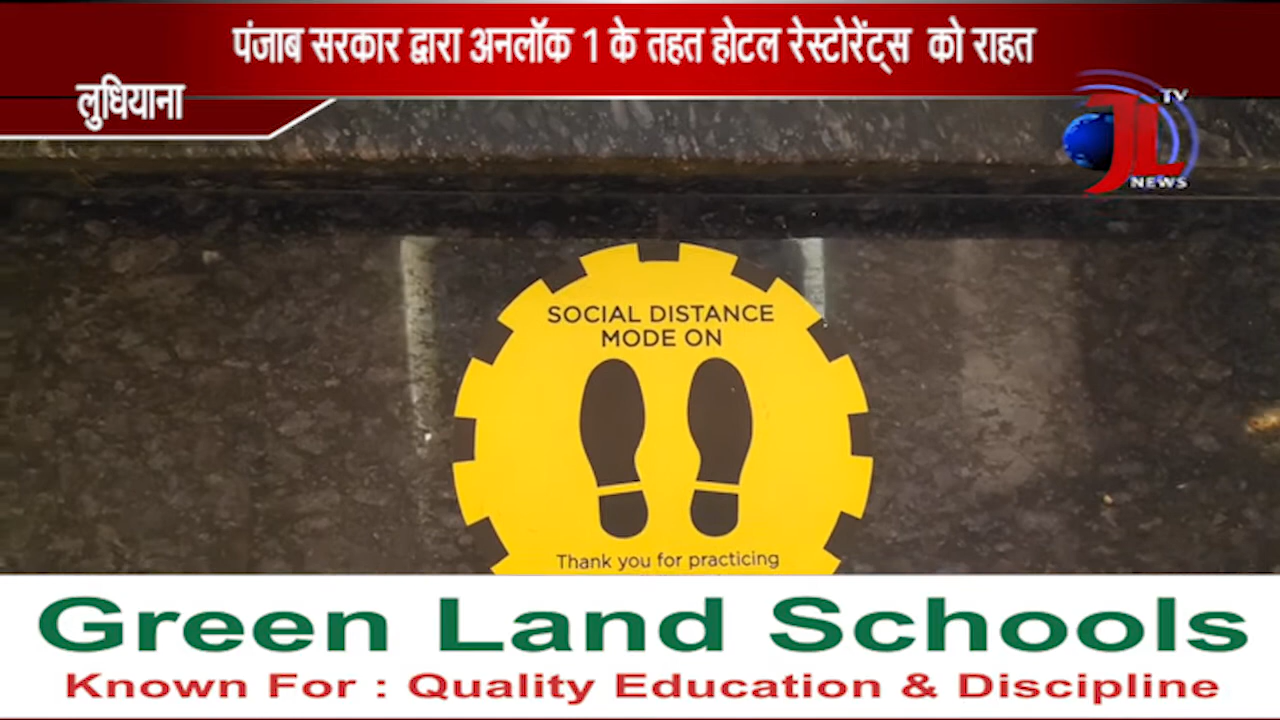 पंजाब सरकार द्वारा अनलॉक 1 के तहत होटल रेस्टोरेंट्स को राहत
लुधियाना
JL TV NEWS
SOCIAL DISTANCE
MODE ON
Thank you for practicing
Green Land Schools
Known For : Quality Education & Discipline